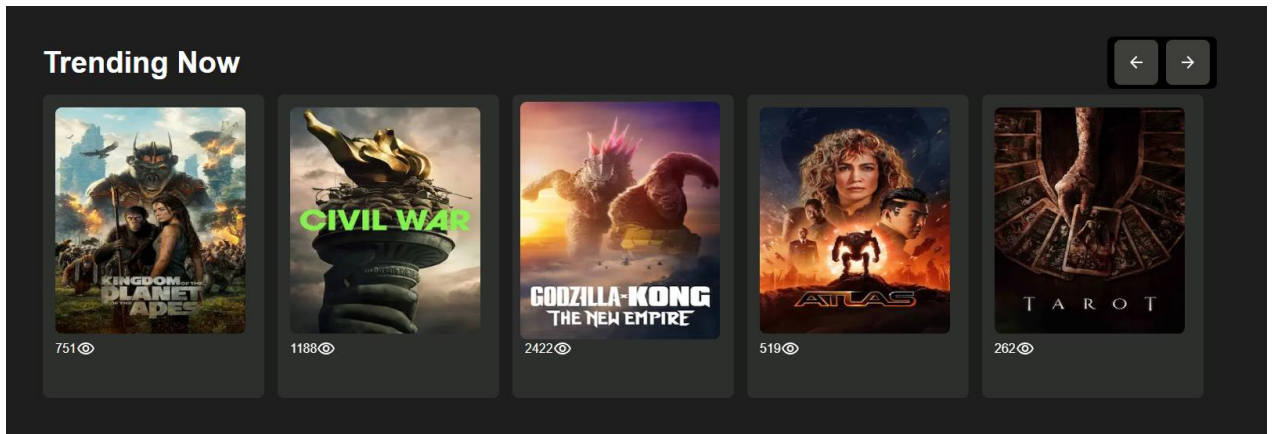 Trending Now
KINGDOM OF THE
PLANET
OF THE APES
751
CIVIL WAR
1188
GODZILLA × KONG
THE NEW EMPIRE
2422
ATLAS
519
TAROT
262